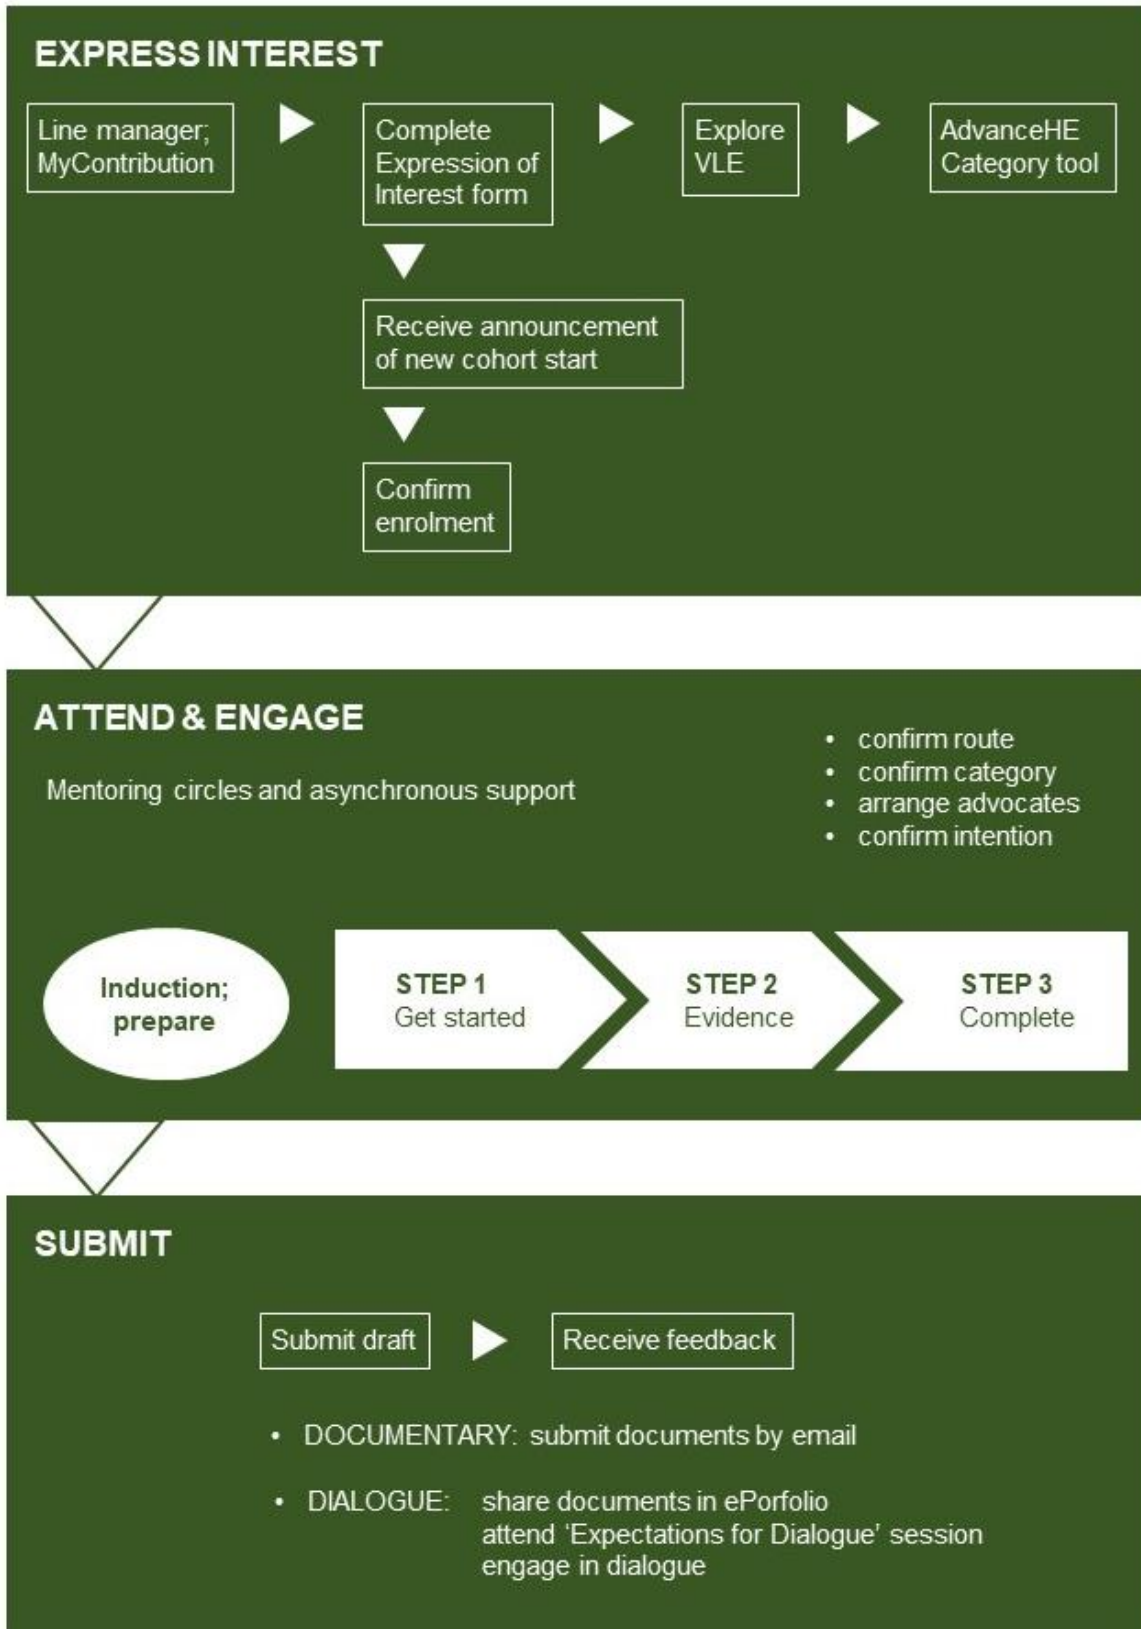 EXPRESS INTEREST
Line manager;
MyContribution
Complete
Expression of
Interest form
Explore
VLE
AdvanceHE
Category tool
Receive announcement
of new cohort start
Confirm
enrolment
ATTEND & ENGAGE
Mentoring circles and asynchronous support
• confirm route
• confirm category
• arrange advocates
• confirm intention
Induction;
prepare
STEP 1
Get started
STEP 2
Evidence
STEP 3
Complete
SUBMIT
Submit draft
Receive feedback
• DOCUMENTARY: submit documents by email
• DIALOGUE: share documents in ePorfolio
attend ‘Expectations for Dialogue’ session
engage in dialogue